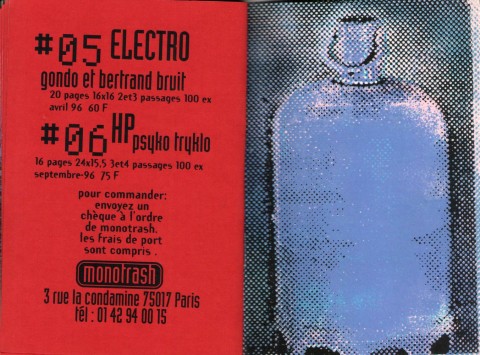 #05 ELECTRO
gondo et bertrand bruit
20 pages 16x16 2et3 passages 100 ex
avril 96 60 F
#06 HP psyko tryklo
16 pages 24x15,5 3et4 passages 100 ex
septembre-96 75 F
pour commander:
envoyez un
chèque à l'ordre
de monotrash.
les frais de port
sont compris .
monotrash
3 rue la condamine 75017 Paris
tél : 01 42 94 00 15